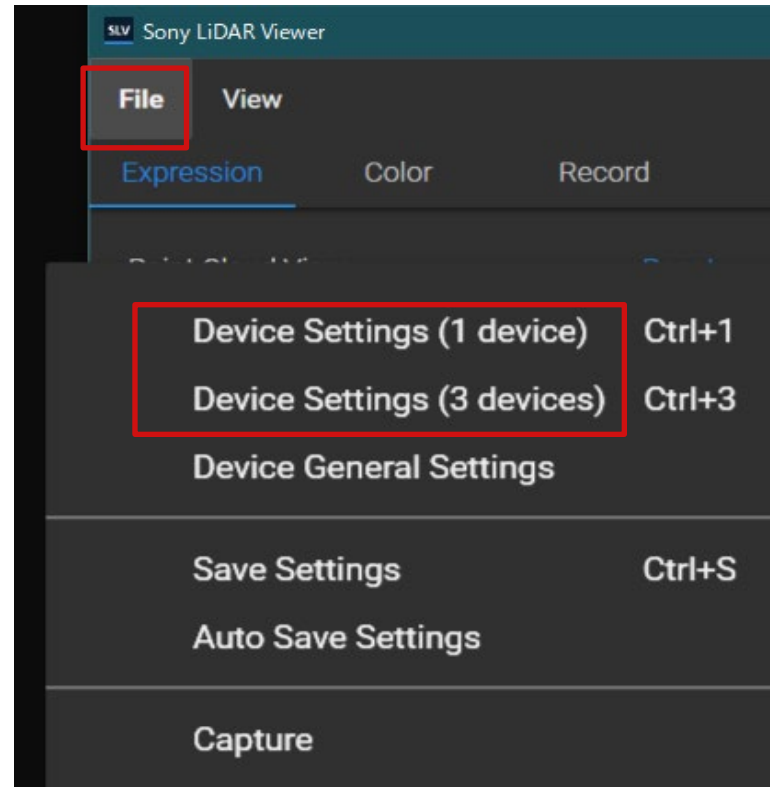 SLV Sony LiDAR Viewer
File View
Expression Color Record
Device Settings (1 device) Ctrl+1
Device Settings (3 devices) Ctrl+3
Device General Settings
Save Settings Ctrl+S
Auto Save Settings
Capture